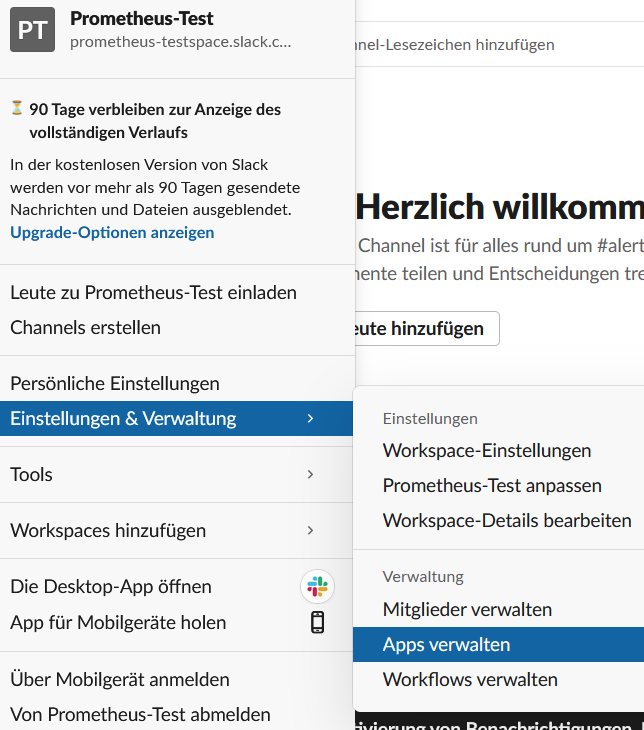 PT
Prometheus-Test
prometheus-testspace.slack.c…
90 Tage verbleiben zur Anzeige des
vollständigen Verlaufs
In der kostenlosen Version von Slack
werden vor mehr als 90 Tagen gesendete
Nachrichten und Dateien ausgeblendet.
Upgrade-Optionen anzeigen
Leute zu Prometheus-Test einladen
Channels erstellen
Persönliche Einstellungen
Einstellungen & Verwaltung
Tools
Workspaces hinzufügen
Die Desktop-App öffnen
App für Mobilgeräte holen
Über Mobilgerät anmelden
Von Prometheus-Test abmelden
nnel-Lesezeichen hinzufügen
Herzlich willkomm
Channel ist für alles rund um #alert
nente teilen und Entscheidungen tre
eute hinzufügen
Einstellungen
Workspace-Einstellungen
Prometheus-Test anpassen
Workspace-Details bearbeiten
Verwaltung
Mitglieder verwalten
Apps verwalten
Workflows verwalten
ivierung von Benachrichtigungen